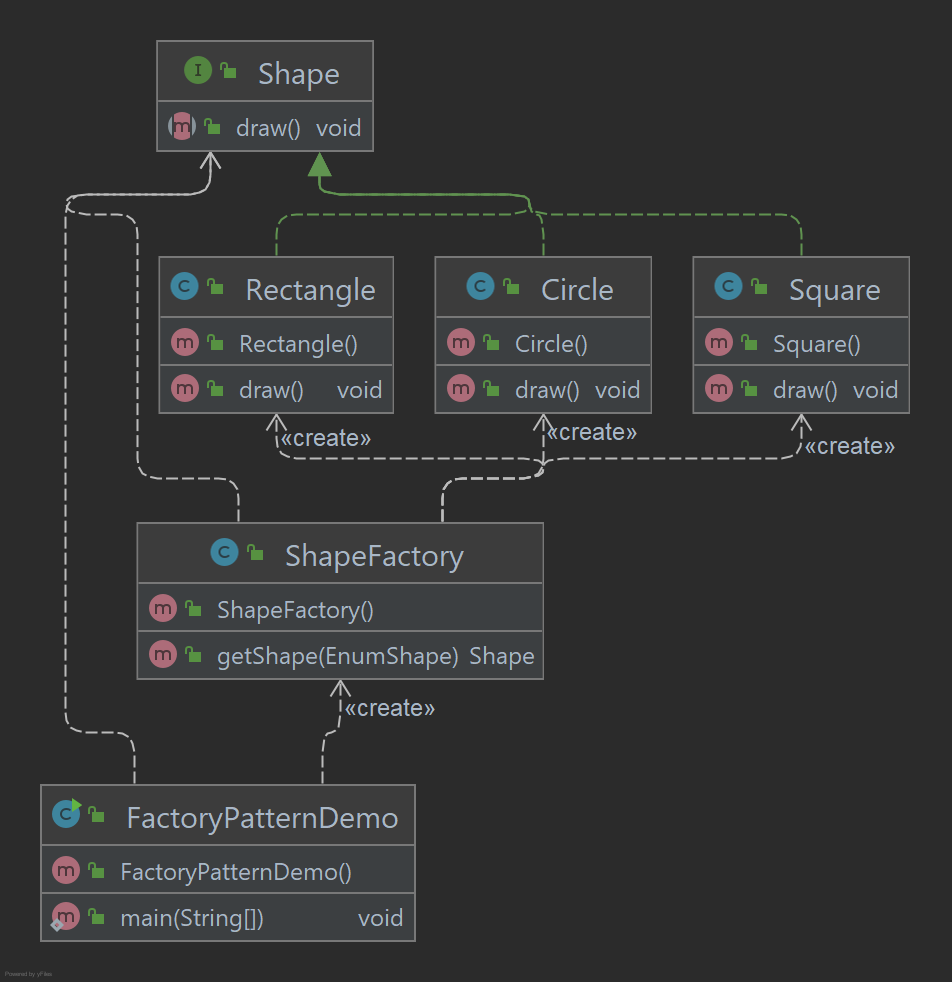 I Shape
m draw() void
C Rectangle
m Rectangle()
m draw() void
C Circle
m Circle()
m draw() void
C Square
m Square()
m draw() void
«create»
«create»
«create»
C ShapeFactory
m ShapeFactory()
m getShape(EnumShape) Shape
«create»
C FactoryPatternDemo
m FactoryPatternDemo()
m main(String[]) void
Powered by yFiles